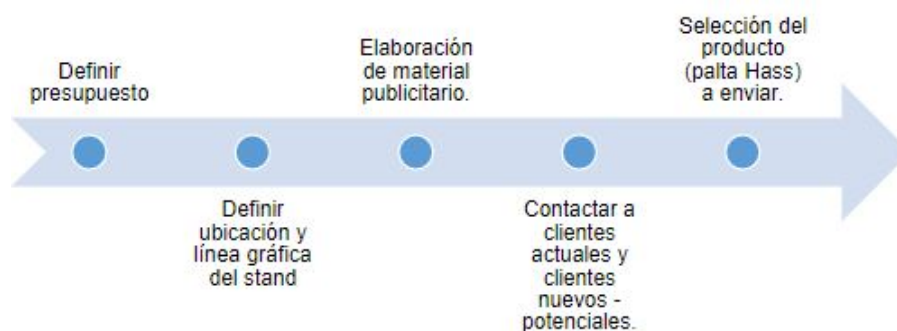 Definir
presupuesto
Definir
ubicación y
línea gráfica
del stand
Elaboración
de material
publicitario.
Contactar a
clientes
actuales y
clientes
nuevos -
potenciales.
Selección del
producto
(palta Hass)
a enviar.